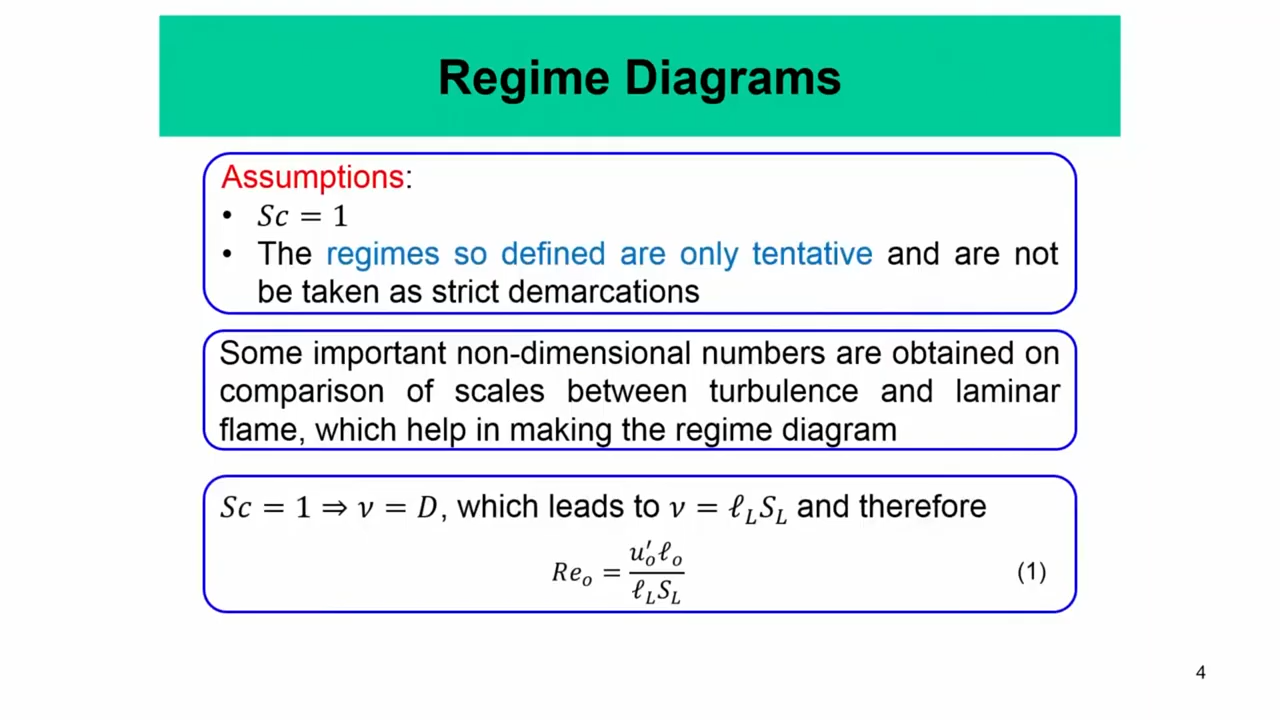 Regime Diagrams
Assumptions:
• Sc = 1
• The regimes so defined are only tentative and are not
be taken as strict demarcations
Some important non-dimensional numbers are obtained on
comparison of scales between turbulence and laminar
flame, which help in making the regime diagram
Sc = 1 ⇒ ν = D, which leads to ν = ℓ_L S_L and therefore
Re_o = u′_o ℓ_o / ℓ_L S_L (1)
4